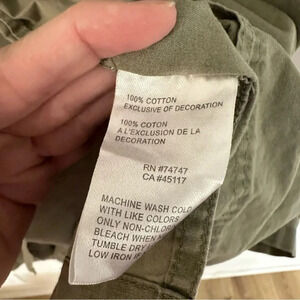 100% COTTON
EXCLUSIVE OF DECORATION
100% COTON
A L'EXCLUSION DE LA
DECORATION
RN #74747
CA #45117
MACHINE WASH COLD
WITH LIKE COLORS
ONLY NON-CHLOR
BLEACH WHEN
TUMBLE DRY
LOW IRON